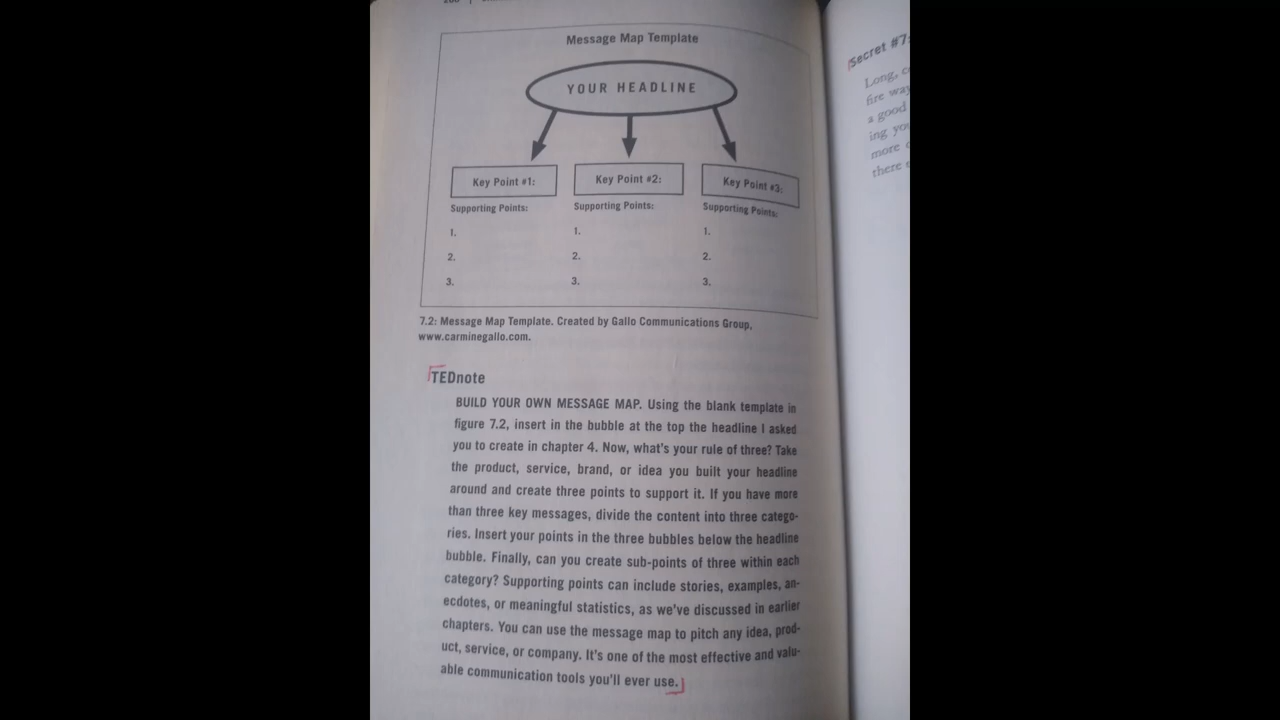 Message Map Template
YOUR HEADLINE
Key Point #1:
Key Point #2:
Key Point #3:
Supporting Points:
1.
2.
3.
Supporting Points:
1.
2.
3.
Supporting Points:
1.
2.
3.
7.2: Message Map Template. Created by Gallo Communications Group,
www.carminegallo.com.
TEDnote
BUILD YOUR OWN MESSAGE MAP. Using the blank template in
figure 7.2, insert in the bubble at the top the headline I asked
you to create in chapter 4. Now, what's your rule of three? Take
the product, service, brand, or idea you built your headline
around and create three points to support it. If you have more
than three key messages, divide the content into three catego-
ries. Insert your points in the three bubbles below the headline
bubble. Finally, can you create sub-points of three within each
category? Supporting points can include stories, examples, an-
ecdotes, or meaningful statistics, as we've discussed in earlier
chapters. You can use the message map to pitch any idea, prod-
uct, service, or company. It's one of the most effective and valu-
able communication tools you'll ever use.
Secret #7:
Long, c
fire way
a good
ing you
more
there